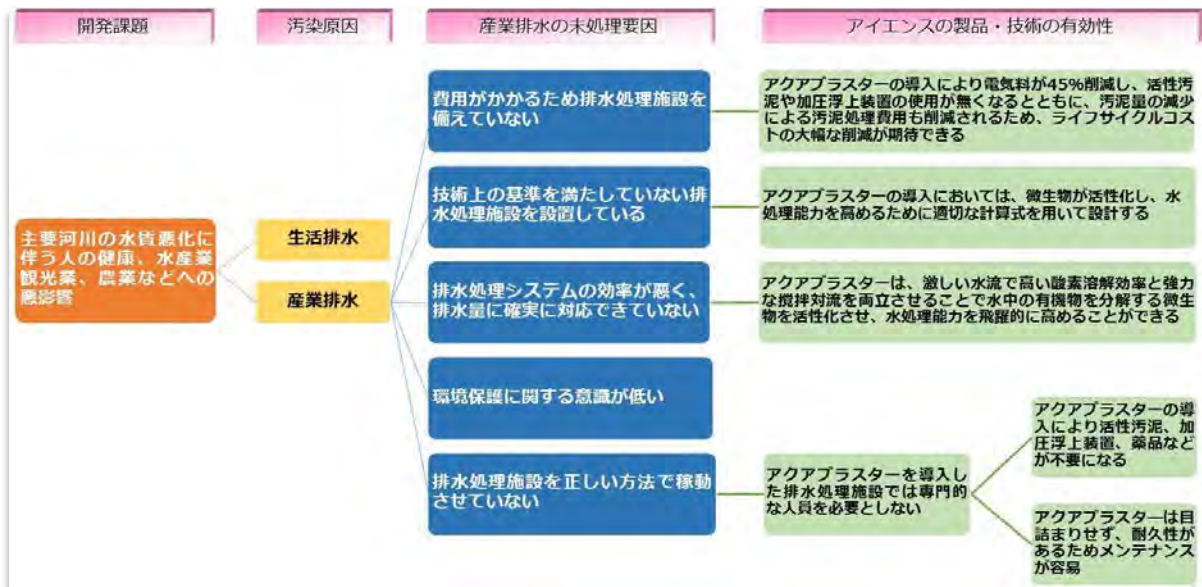 開発課題
汚染原因
産業排水の未処理要因
アイエンスの製品・技術の有効性
主要河川の水質悪化に
伴う人の健康、水産業
観光業、農業などへの
悪影響
生活排水
産業排水
費用がかかるため排水処理施設を
備えていない
技術上の基準を満たしていない排
水処理施設を設置している
排水処理システムの効率が悪く、
排水量に確実に対応できていない
環境保護に関する意識が低い
排水処理施設を正しい方法で稼動
させていない
アクアブラスターの導入により電気料が45%削減し、活性汚
泥や加圧浮上装置の使用が無くなるとともに、汚泥量の減少
による汚泥処理費用も削減されるため、ライフサイクルコス
トの大幅な削減が期待できる
アクアブラスターの導入においては、微生物が活性化し、水
処理能力を高めるために適切な計算式を用いて設計する
アクアブラスターは、激しい水流で高い酸素溶解効率と強力
な撹拌対流を両立させることで水中の有機物を分解する微生
物を活性化させ、水処理能力を飛躍的に高めることができる
アクアブラスターを導入し
た排水処理施設では専門的
な人員を必要としない
アクアブラスターの導
入により活性汚泥、加
圧浮上装置、薬品など
が不要になる
アクアブラスターは目
詰まりせず、耐久性が
あるためメンテナンス
が容易